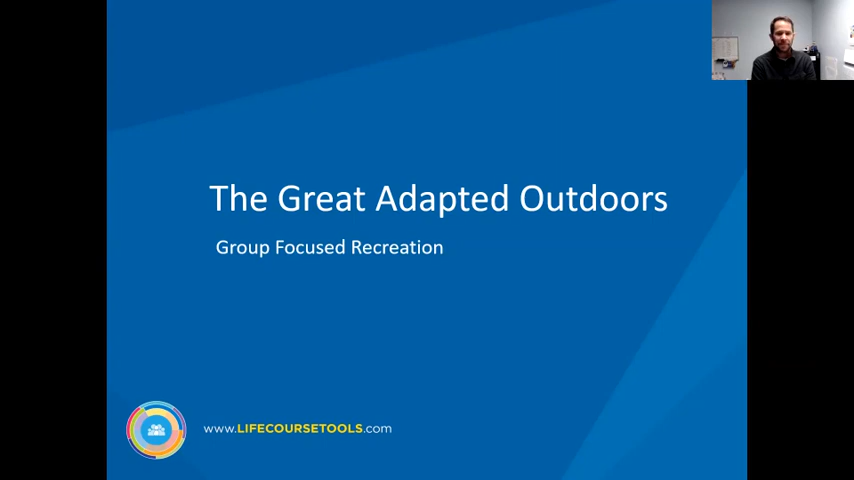 The Great Adapted Outdoors
Group Focused Recreation
www.LIFECOURSETOOLS.com